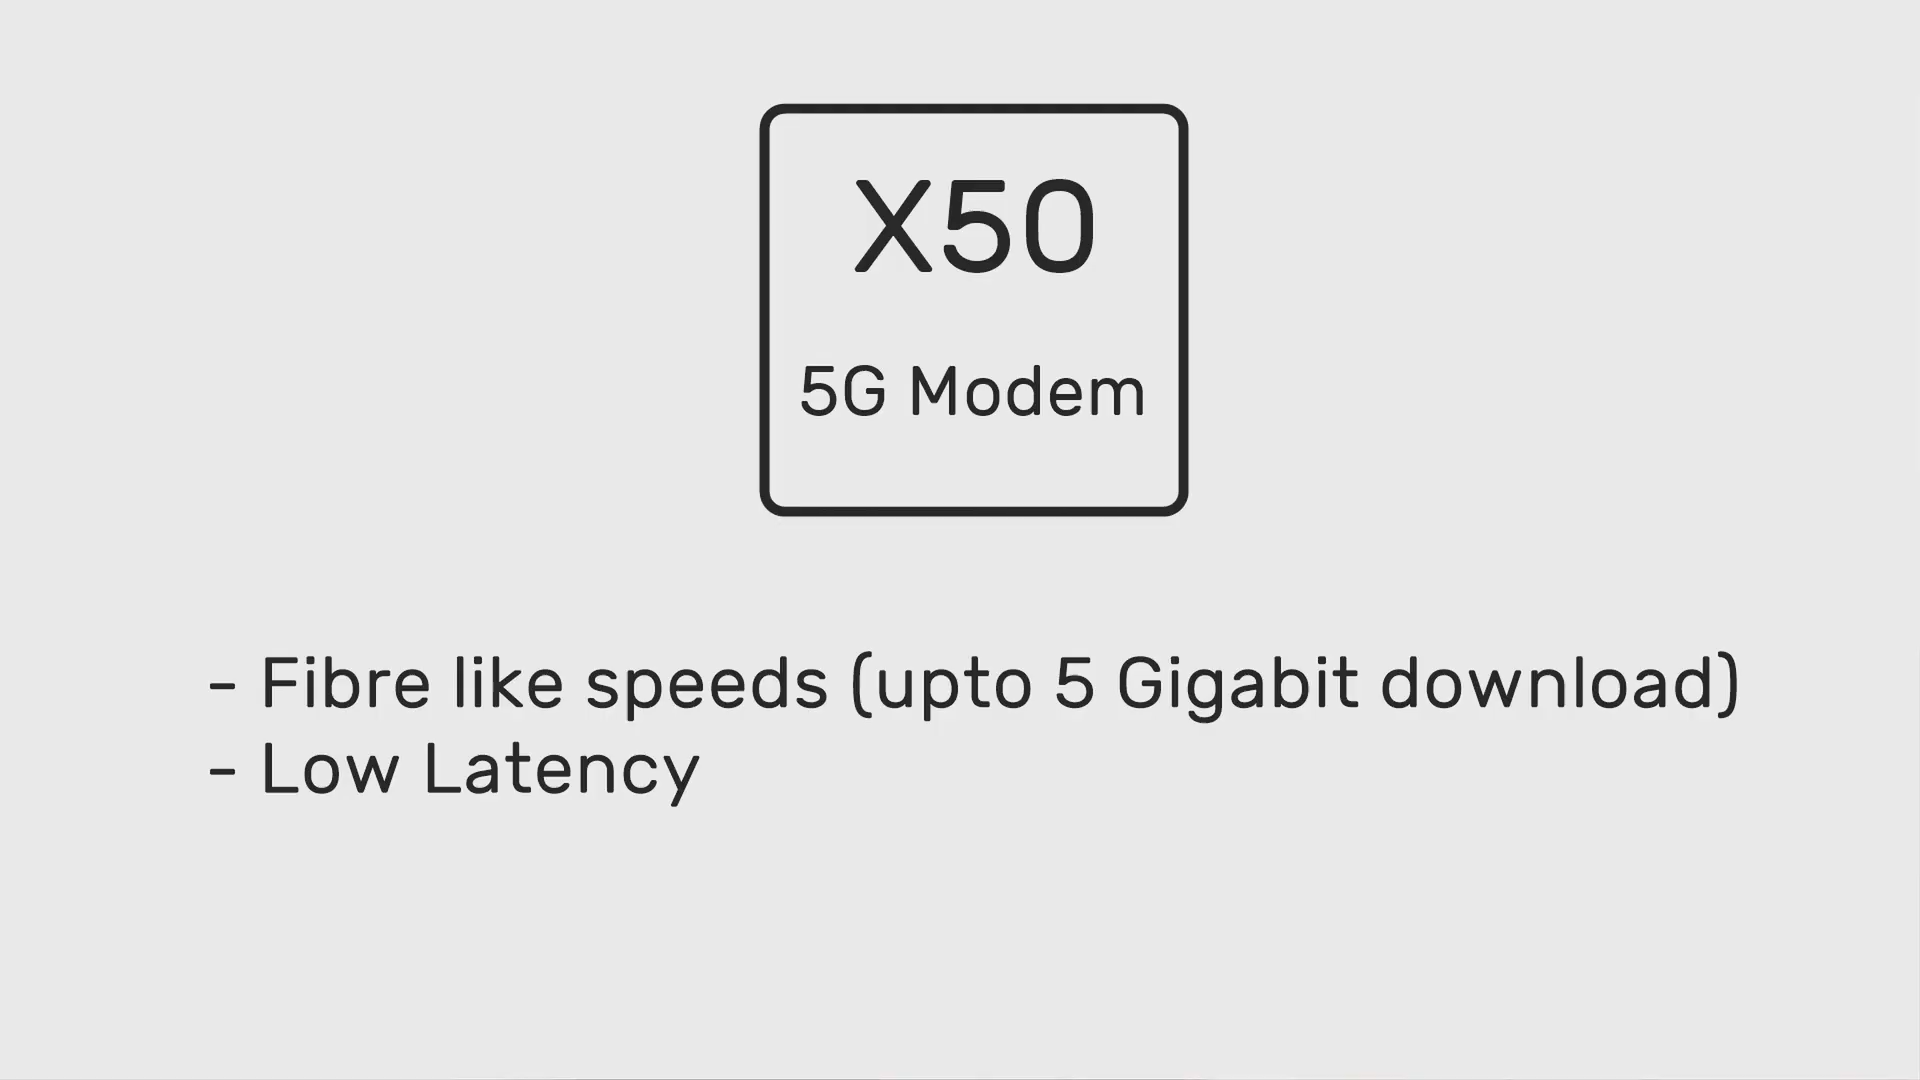 X50
5G Modem
- Fibre like speeds (upto 5 Gigabit download)
- Low Latency